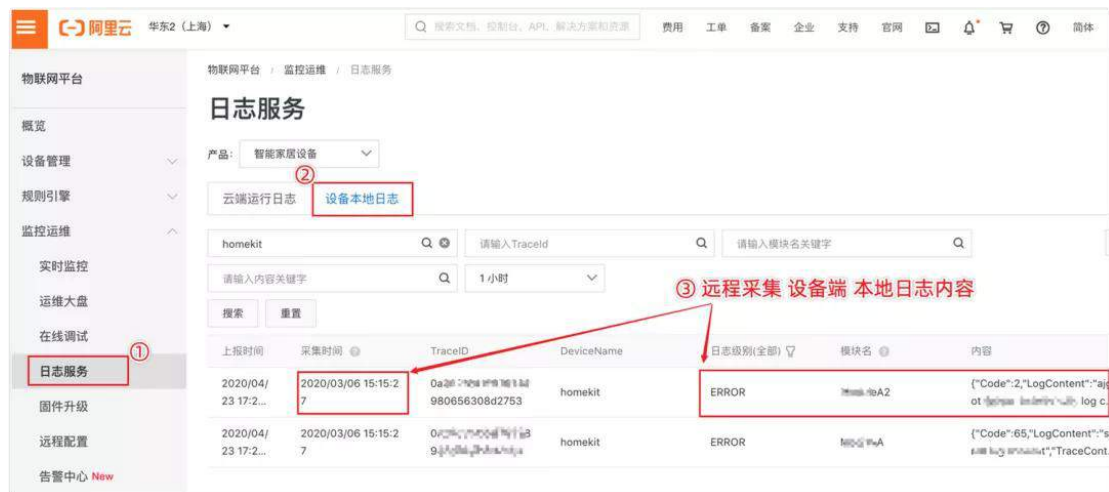 阿里云 华东2（上海） 搜索文档、控制台、API、解决方案和资源 费用 工单 备案 企业 支持 官网 简体
物联网平台
概览
设备管理
规则引擎
监控运维
实时监控
运维大盘
在线调试
①
日志服务
固件升级
远程配置
告警中心 New
物联网平台 / 监控运维 / 日志服务
日志服务
产品： 智能家居设备
②
云端运行日志 设备本地日志
homekit 请输入TraceId 请输入模块名关键字
请输入内容关键字 1 小时
③ 远程采集 设备端 本地日志内容
搜索 重置
上报时间 采集时间 TraceID DeviceName 日志级别(全部) 模块名 内容
2020/04/ 2020/03/06 15:15:2 {"Code":2,"LogContent":"ajg
homekit ERROR
23 17:2... 7 980656308d2753 log c.
2020/04/ 2020/03/06 15:15:2 {"Code":65,"LogContent":"s
homekit ERROR
23 17:2... 7 "TraceCont.